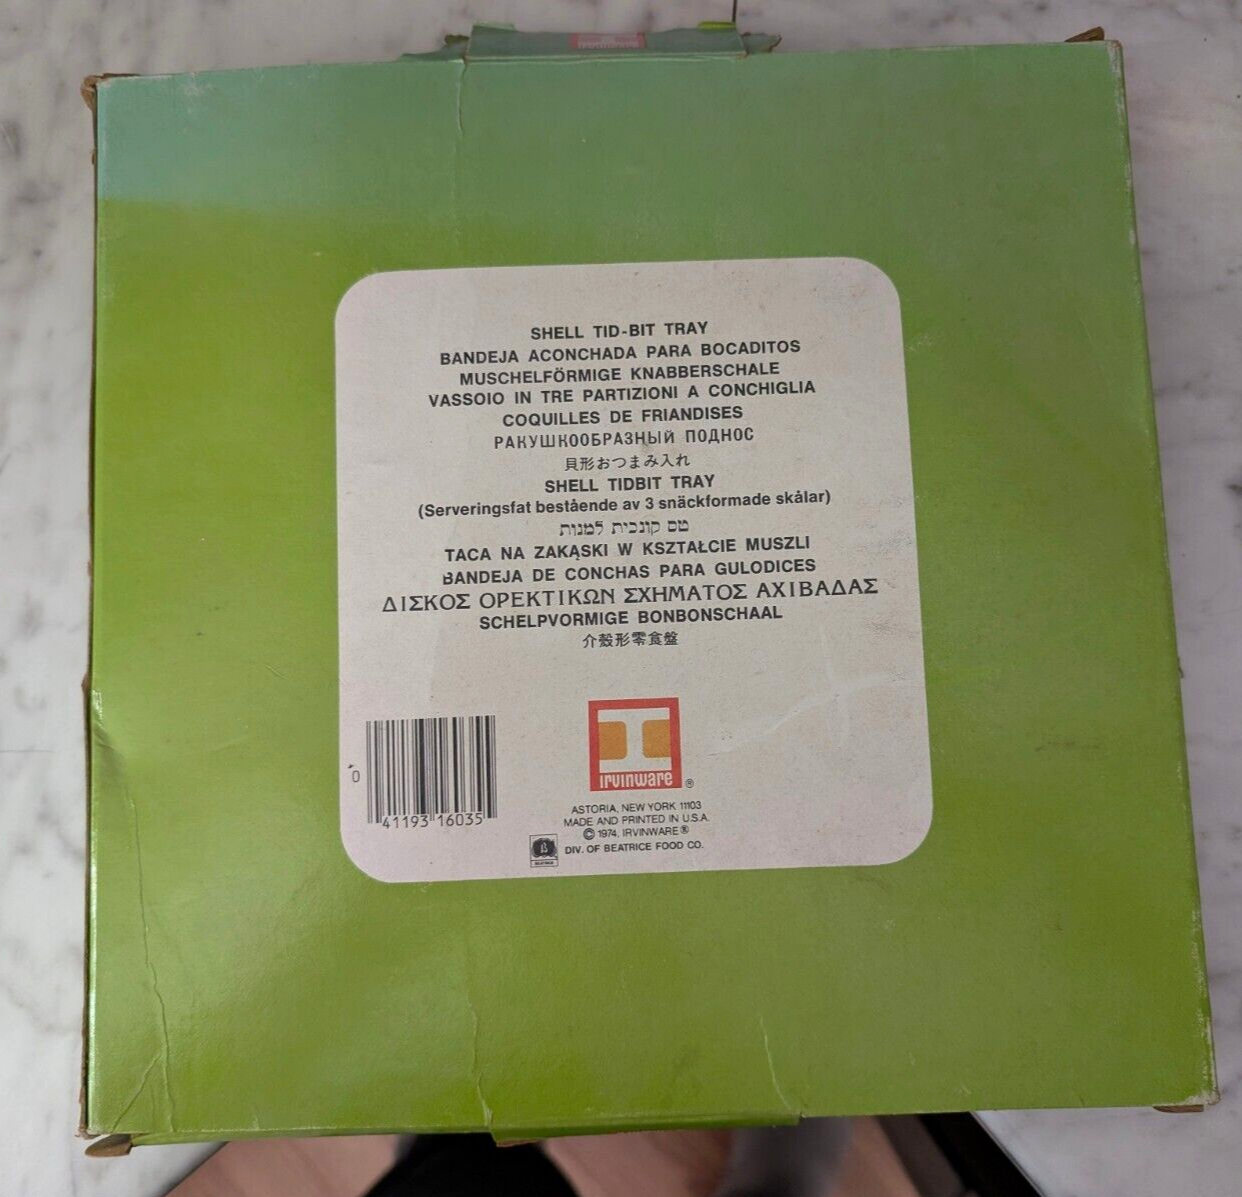 SHELL TID-BIT TRAY
BANDEJA ACONCHADA PARA BOCADITOS
MUSCHELFÖRMIGE KNABBERSCHALE
VASSOIO IN TRE PARTIZIONI A CONCHIGLIA
COQUILLES DE FRIANDISES
РАКУШКООБРАЗНЫЙ ПОДНОС
貝形おつまみ入れ
SHELL TIDBIT TRAY
(Serveringsfat bestående av 3 snäckformade skålar)
טס קונכית למנות
TACA NA ZAKĄSKI W KSZTAŁCIE MUSZLI
BANDEJA DE CONCHAS PARA GULODICES
ΔΙΣΚΟΣ ΟΡΕΚΤΙΚΩΝ ΣΧΗΜΑΤΟΣ ΑΧΙΒΑΔΑΣ
SCHELPVORMIGE BONBONSCHAAL
介殼形零食盤
0 41193 16035
irvinware ®
ASTORIA, NEW YORK 11103
MADE AND PRINTED IN U.S.A.
© 1974, IRVINWARE ®
DIV. OF BEATRICE FOOD CO.